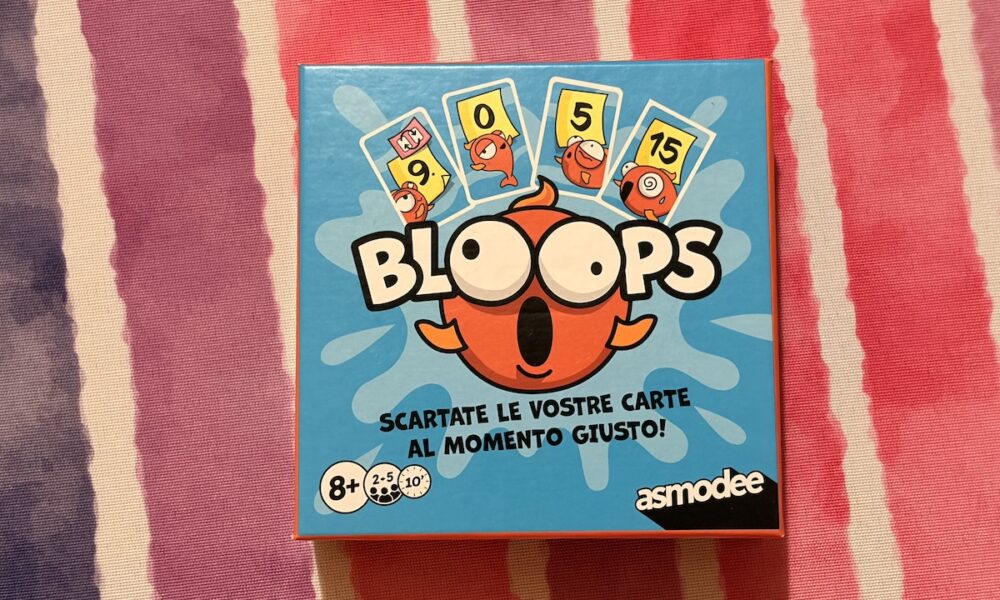 9
0
5
15
BLOOPS
SCARTATE LE VOSTRE CARTE
AL MOMENTO GIUSTO!
8+
2-5
10'
asmodee